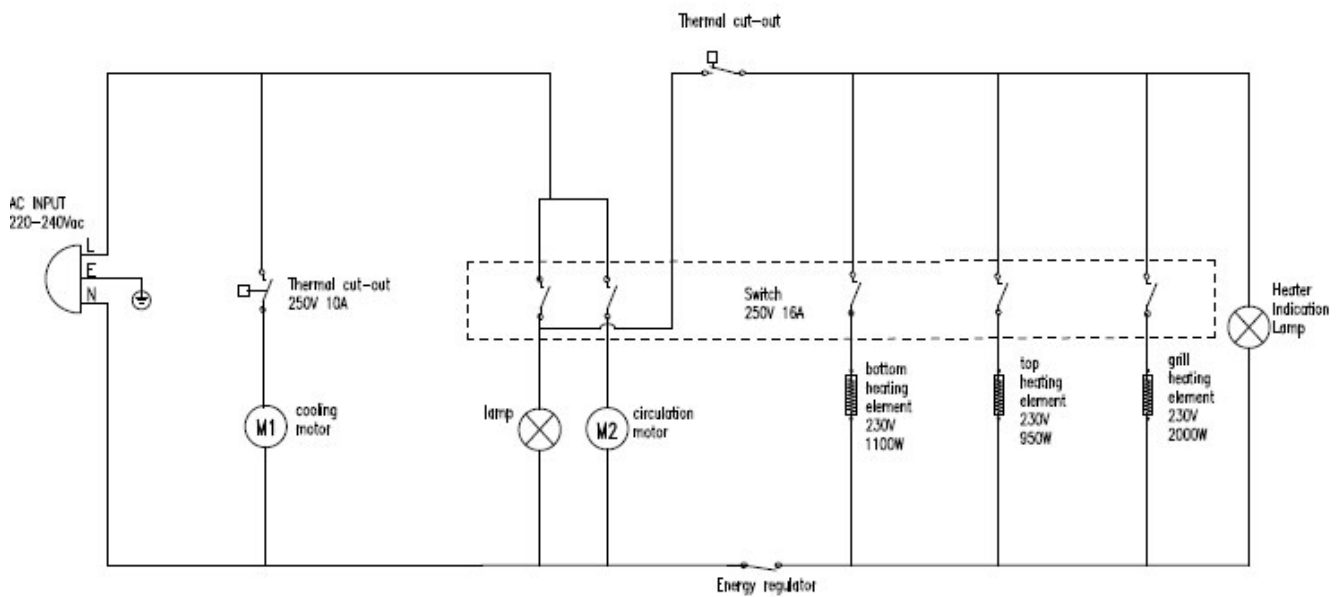 Thermal cut-out
AC INPUT
220-240Vac
L
E
N
Thermal cut-out
250V 10A
Switch
250V 16A
Heater
Indication
Lamp
M1
cooling
motor
lamp
M2
circulation
motor
bottom
heating
element
230V
1100W
top
heating
element
230V
950W
grill
heating
element
230V
2000W
Energy regulator